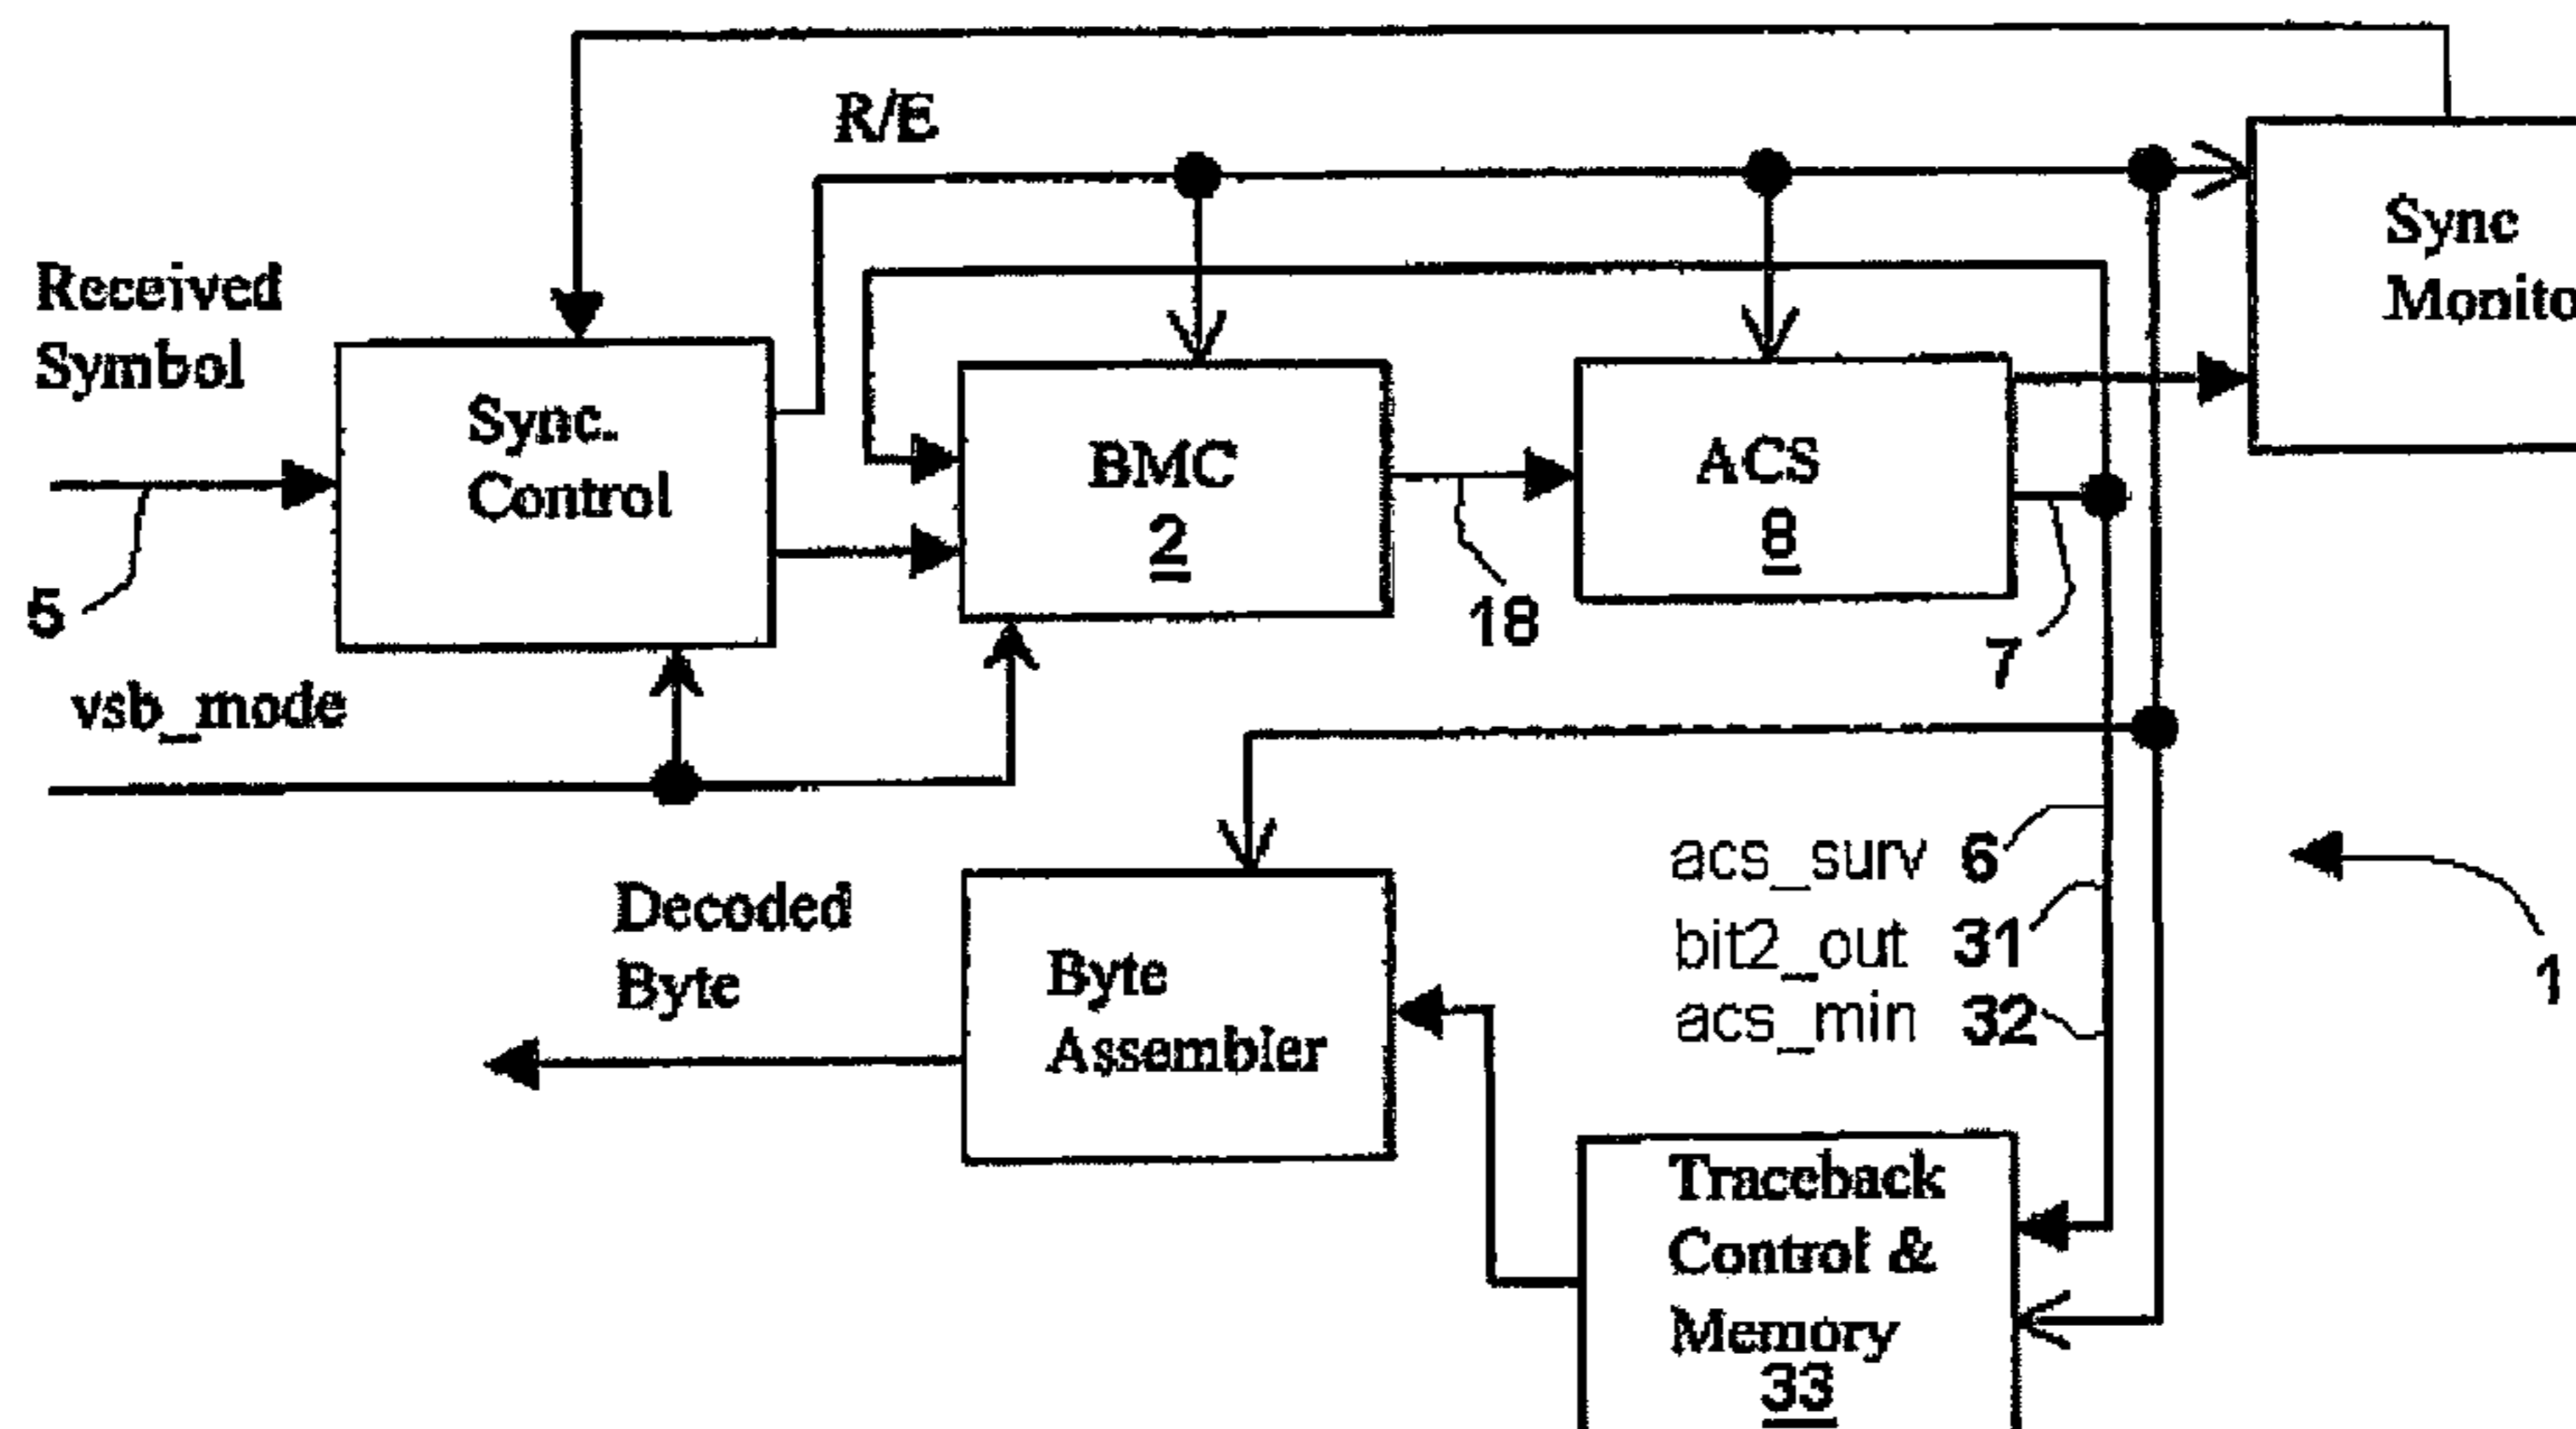 R/E
Received
Symbol
Sync
Monito
Sync.
Control
BMC
2
ACS
8
5
18
7
vsb_mode
acs_surv 6
bit2_out 31
acs_min 32
1
Decoded
Byte
Byte
Assembler
Traceback
Control &
Memory
33